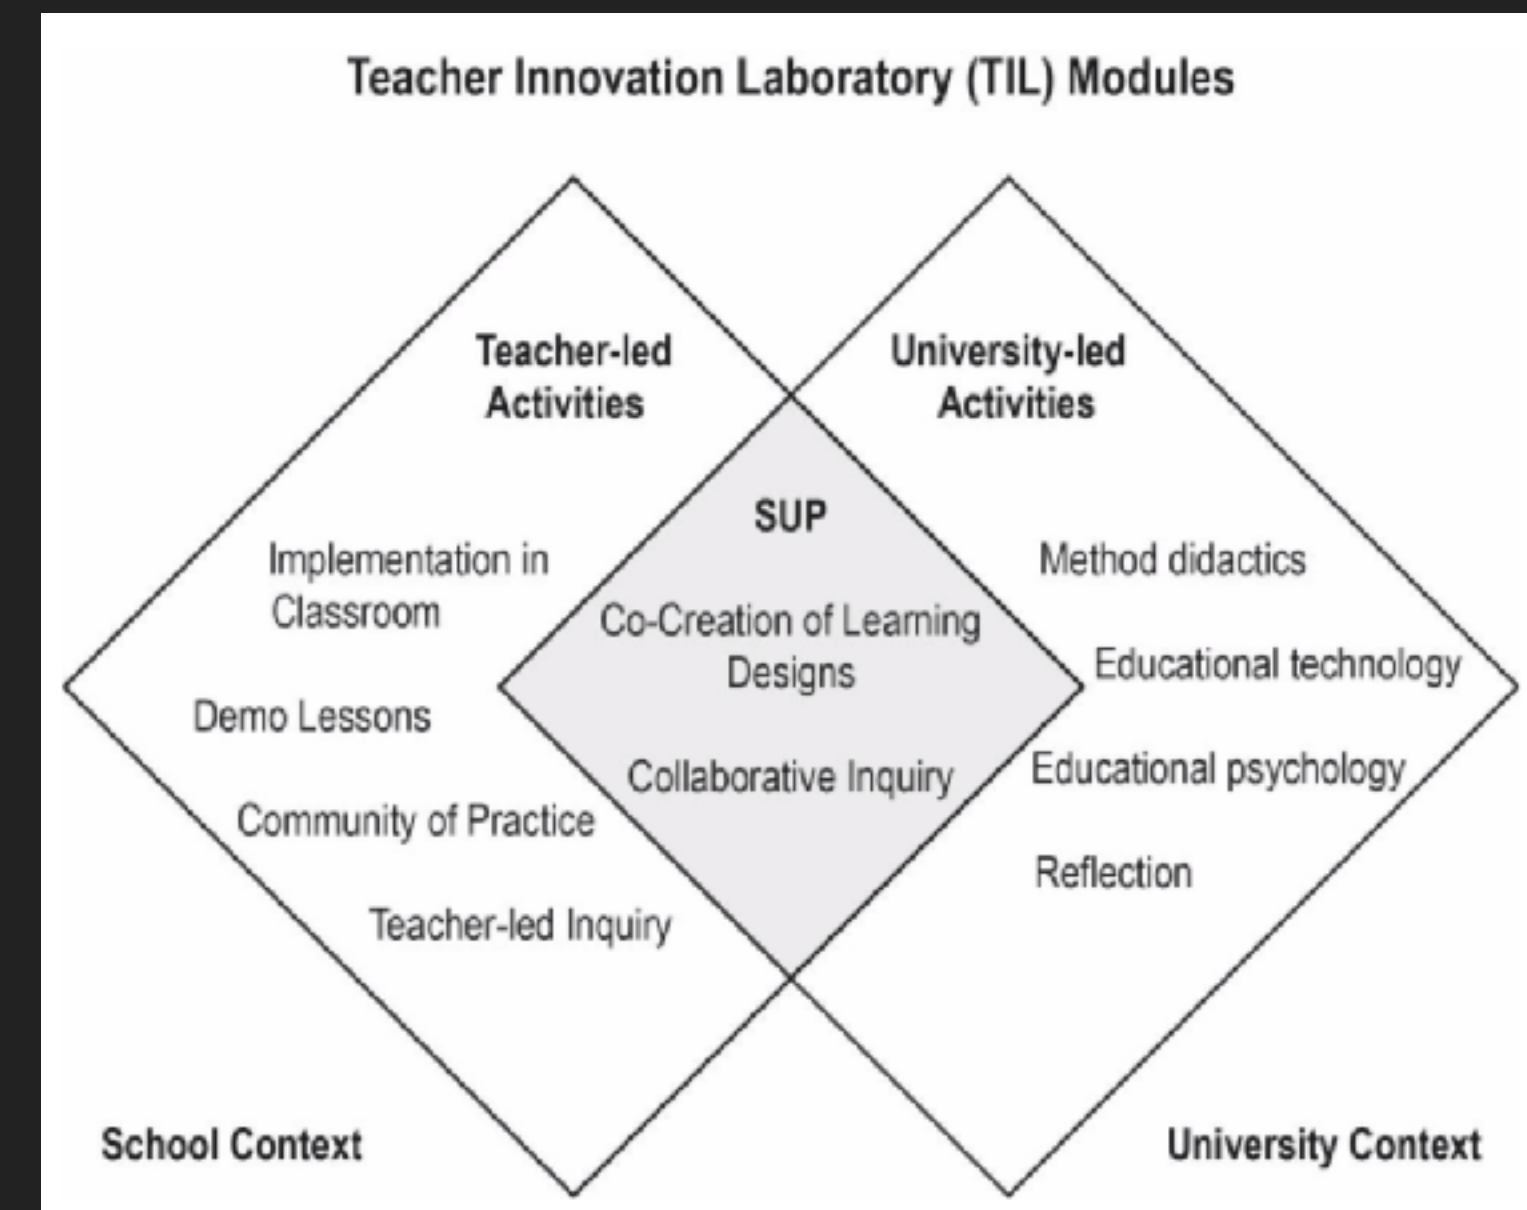 Teacher Innovation Laboratory (TIL) Modules
Teacher-led
Activities
University-led
Activities
SUP
Implementation in
Classroom
Co-Creation of Learning
Designs
Method didactics
Educational technology
Demo Lessons
Collaborative Inquiry
Educational psychology
Community of Practice
Reflection
Teacher-led Inquiry
School Context
University Context